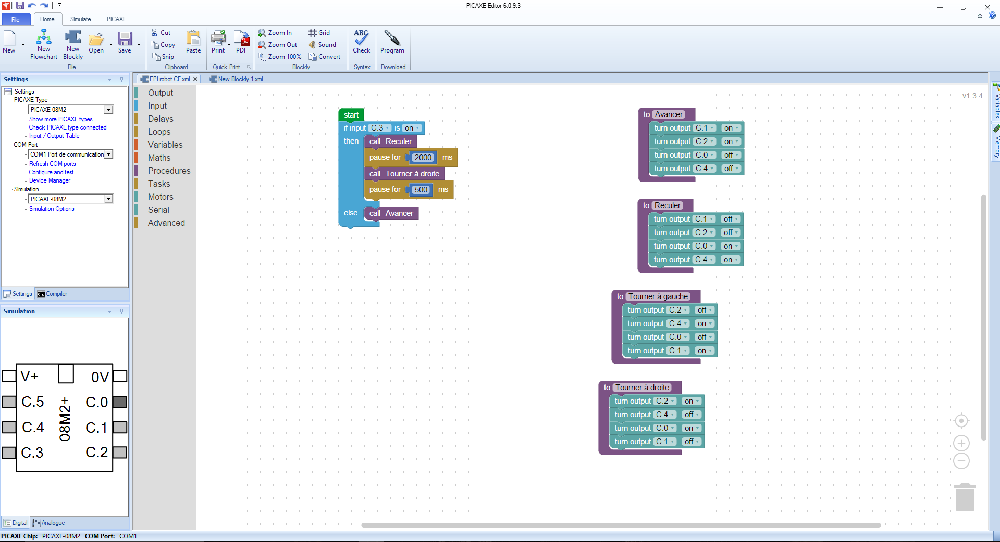 PICAXE Editor 6.0.9.3
File
Home
Simulate
PICAXE
New
New Flowchart
New Blockly
Open
Save
File
Cut
Copy
Snip
Paste
Clipboard
Print
PDF
Quick Print
Zoom In
Zoom Out
Zoom 100%
Grid
Sound
Convert
Blockly
ABC
Check
Syntax
Program
Download
Settings
Settings
PICAXE Type
PICAXE-08M2
Show more PICAXE types
Check PICAXE type connected
Input / Output Table
COM Port
COM1 Port de communication
Refresh COM ports
Configure and test
Device Manager
Simulation
PICAXE-08M2
Simulation Options
Settings
Compiler
Simulation
V+
0V
C.5
C.0
C.4
C.1
C.3
C.2
08M2+
Digital
Analogue
EPI robot CF.xml
New Blockly 1.xml
Output
Input
Delays
Loops
Variables
Maths
Procedures
Tasks
Motors
Serial
Advanced
start
if input C.3 is on
then call Reculer
pause for 2000 ms
call Tourner à droite
pause for 500 ms
else call Avancer
to Avancer
turn output C.1 on
turn output C.2 on
turn output C.0 off
turn output C.4 off
to Reculer
turn output C.1 off
turn output C.2 off
turn output C.0 on
turn output C.4 on
to Tourner à gauche
turn output C.2 off
turn output C.4 on
turn output C.0 off
turn output C.1 on
to Tourner à droite
turn output C.2 on
turn output C.4 off
turn output C.0 on
turn output C.1 off
v1.3.4
Variables
Memory
PICAXE Chip: PICAXE-08M2 COM Port: COM1